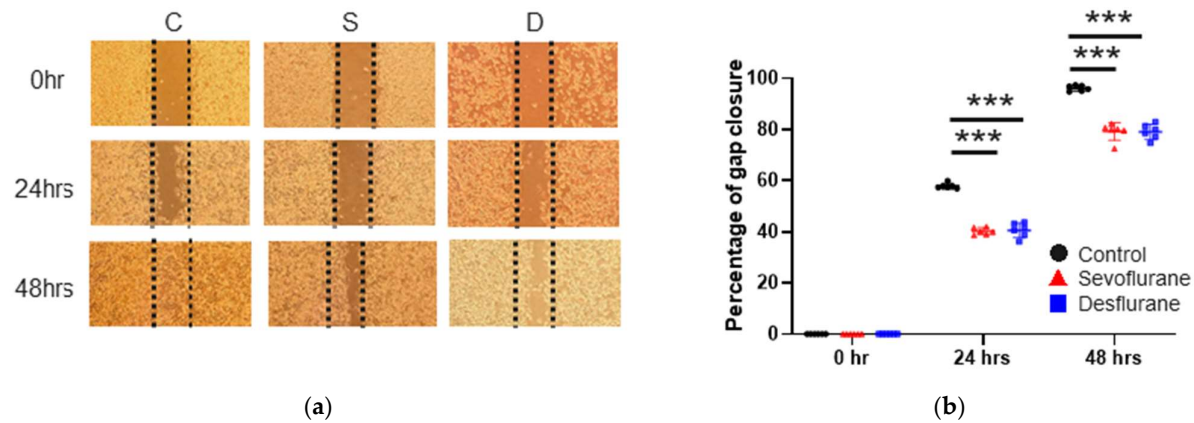 C S D
0hr
24hrs
48hrs
(a)
*** 
***
***
***
Percentage of gap closure
100
80
60
40
20
0
0 hr 24 hrs 48 hrs
Control
Sevoflurane
Desflurane
(b)